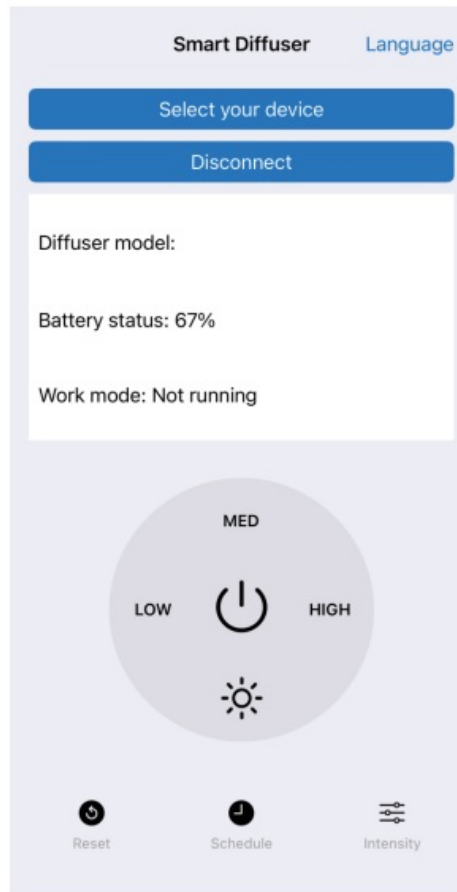 Smart Diffuser Language
Select your device
Disconnect
Diffuser model:
Battery status: 67%
Work mode: Not running
MED
LOW HIGH
Reset Schedule Intensity